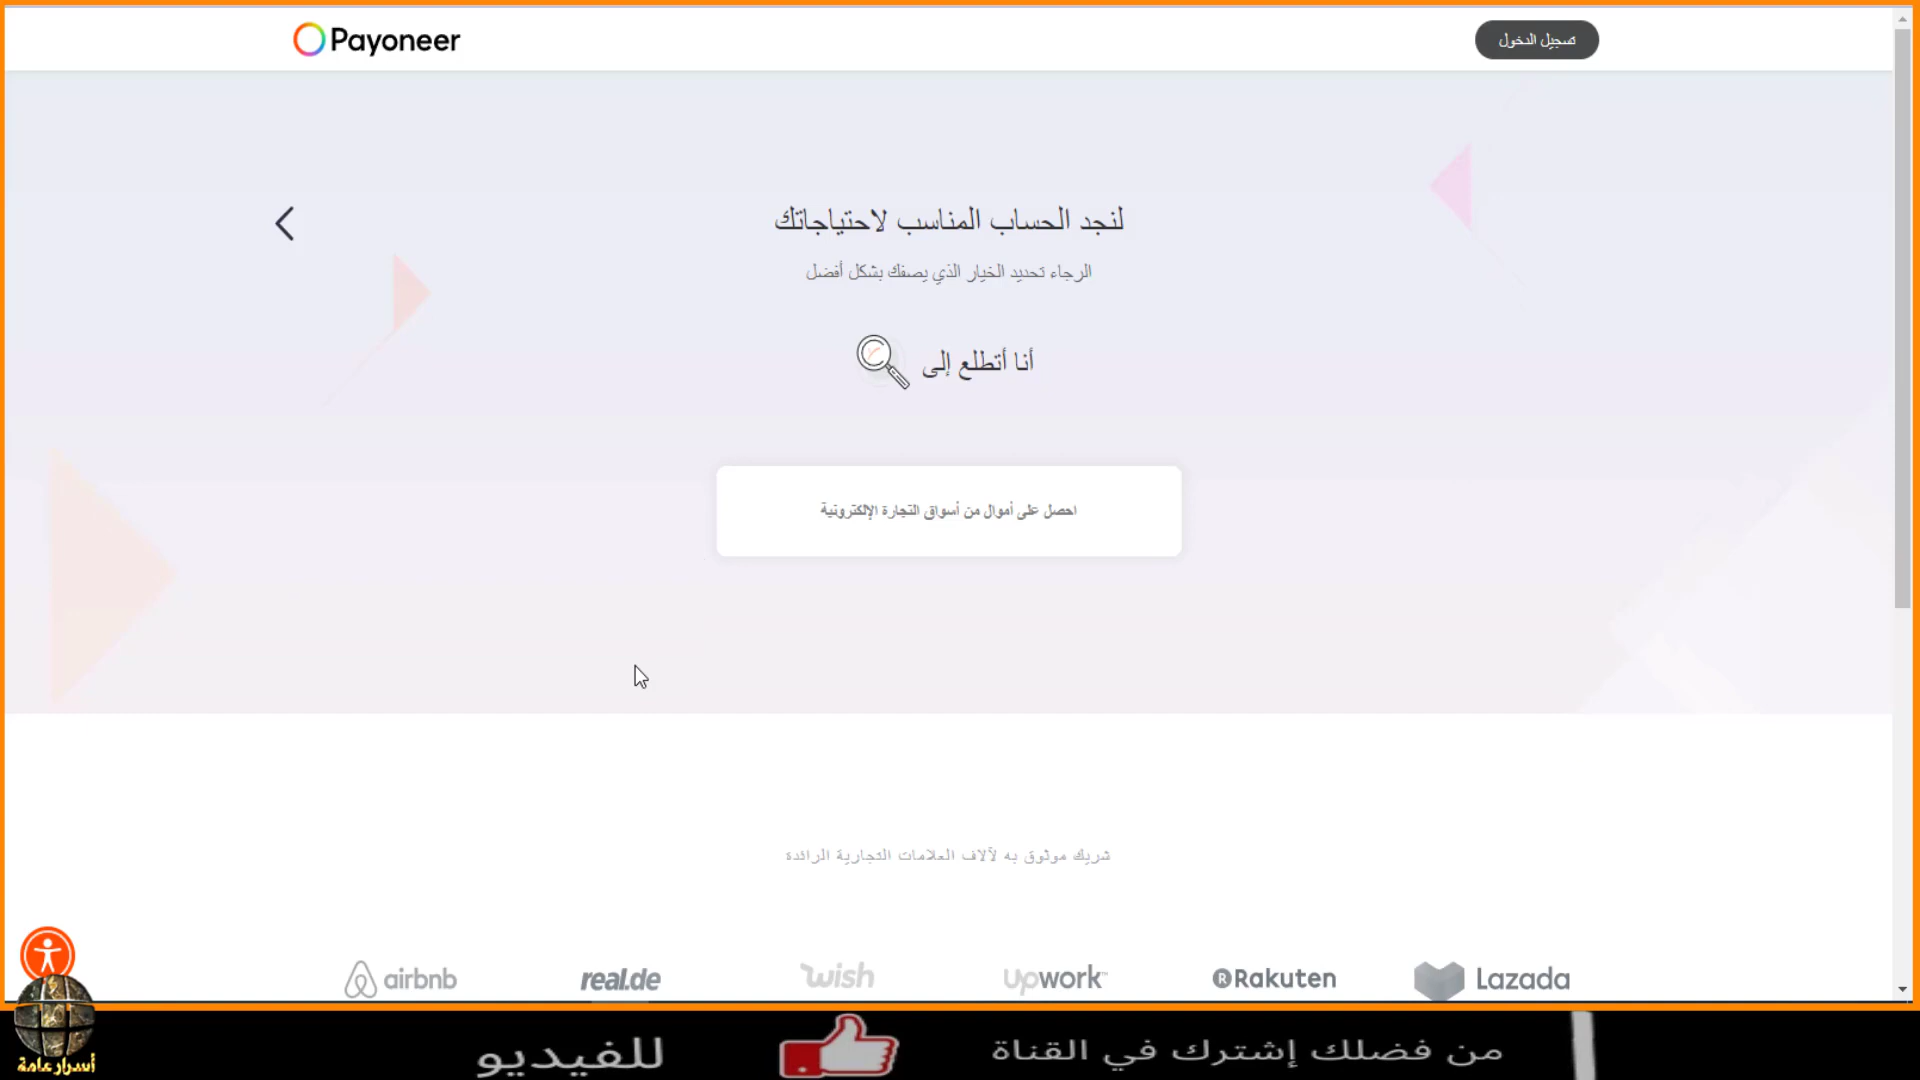 Payoneer
تسجيل الدخول
لنجد الحساب المناسب لاحتياجاتك
الرجاء تحديد الخيار الذي يصفك بشكل أفضل
أنا أتطلع إلى
احصل على أموال من أسواق التجارة الإلكترونية
شريك موثوق به لآلاف العلامات التجارية الرائدة
airbnb real.de wish Upwork Rakuten Lazada
من فضلك إشترك في القناة
للفيديو
أسرار عامة